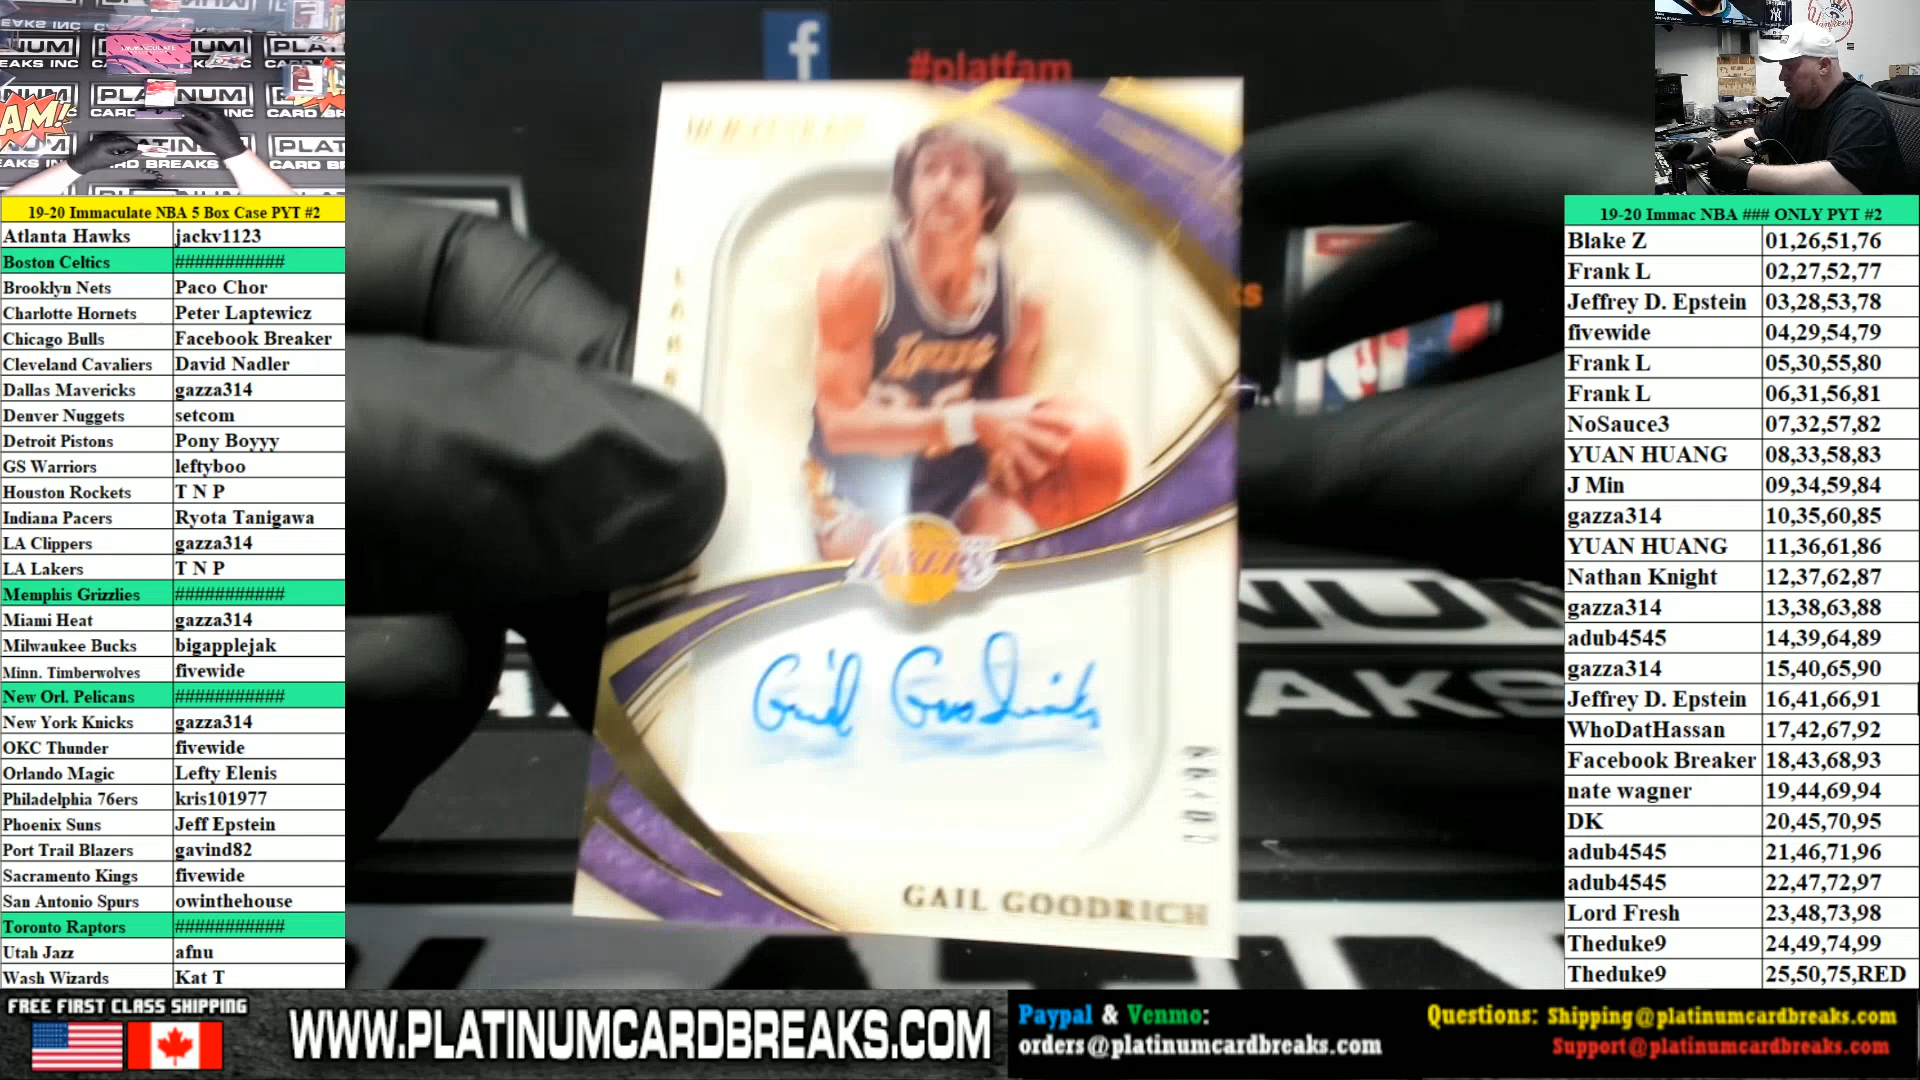 #platfam
19-20 Immaculate NBA 5 Box Case PYT #2
Atlanta Hawks jackv1123
Boston Celtics ###########
Brooklyn Nets Paco Chor
Charlotte Hornets Peter Laptewicz
Chicago Bulls Facebook Breaker
Cleveland Cavaliers David Nadler
Dallas Mavericks gazza314
Denver Nuggets setcom
Detroit Pistons Pony Boyyy
GS Warriors leftyboo
Houston Rockets T N P
Indiana Pacers Ryota Tanigawa
LA Clippers gazza314
LA Lakers T N P
Memphis Grizzlies ###########
Miami Heat gazza314
Milwaukee Bucks bigapplejak
Minn. Timberwolves fivewide
New Orl. Pelicans ###########
New York Knicks gazza314
OKC Thunder fivewide
Orlando Magic Lefty Elenis
Philadelphia 76ers kris101977
Phoenix Suns Jeff Epstein
Port Trail Blazers gavind82
Sacramento Kings fivewide
San Antonio Spurs owinthehouse
Toronto Raptors ###########
Utah Jazz afnu
Wash Wizards Kat T
LAKERS
Gail Goodrich
GAIL GOODRICH
19-20 Immac NBA ### ONLY PYT #2
Blake Z 01,26,51,76
Frank L 02,27,52,77
Jeffrey D. Epstein 03,28,53,78
fivewide 04,29,54,79
Frank L 05,30,55,80
Frank L 06,31,56,81
NoSauce3 07,32,57,82
YUAN HUANG 08,33,58,83
J Min 09,34,59,84
gazza314 10,35,60,85
YUAN HUANG 11,36,61,86
Nathan Knight 12,37,62,87
gazza314 13,38,63,88
adub4545 14,39,64,89
gazza314 15,40,65,90
Jeffrey D. Epstein 16,41,66,91
WhoDatHassan 17,42,67,92
Facebook Breaker 18,43,68,93
nate wagner 19,44,69,94
DK 20,45,70,95
adub4545 21,46,71,96
adub4545 22,47,72,97
Lord Fresh 23,48,73,98
Theduke9 24,49,74,99
Theduke9 25,50,75,RED
FREE FIRST CLASS SHIPPING
WWW.PLATINUMCARDBREAKS.COM
Paypal & Venmo:
orders@platinumcardbreaks.com
Questions: Shipping@platinumcardbreaks.com
Support@platinumcardbreaks.com